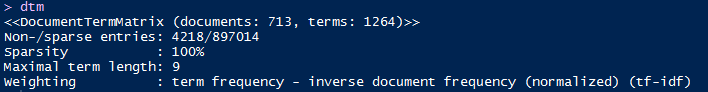 > dtm
<<DocumentTermMatrix (documents: 713, terms: 1264)>>
Non-/sparse entries: 4218/897014
Sparsity           : 100%
Maximal term length: 9
Weighting          : term frequency - inverse document frequency (normalized) (tf-idf)